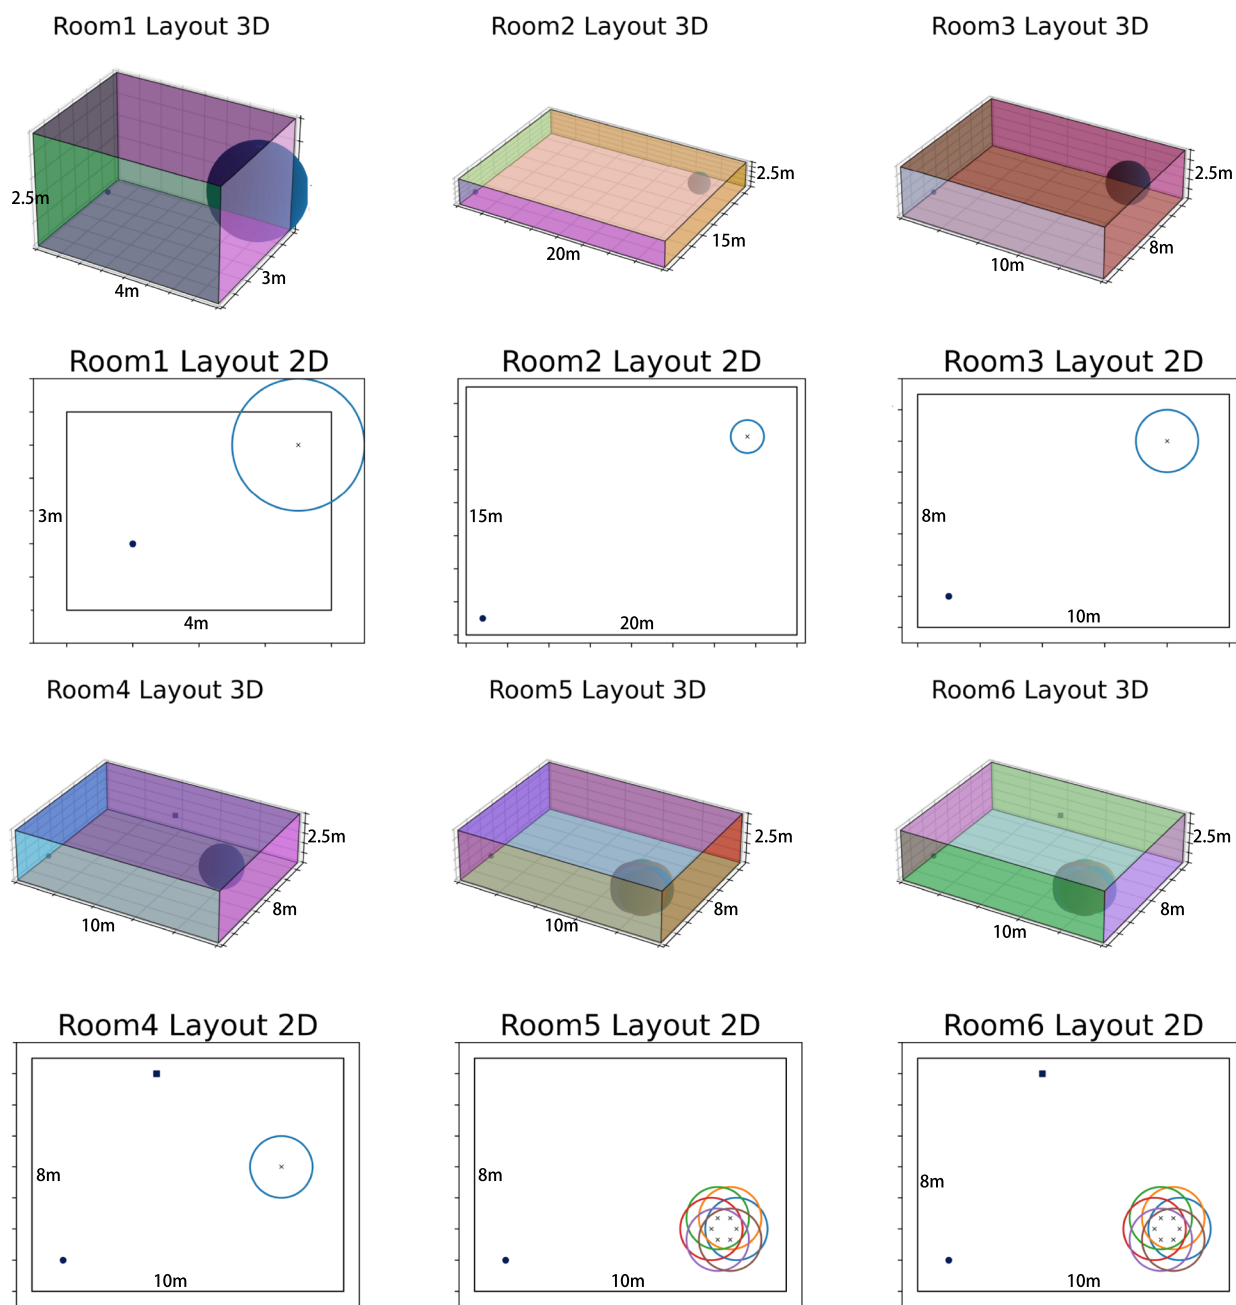 Room1 Layout 3D
Room2 Layout 3D
Room3 Layout 3D
2.5m
4m
3m
2.5m
20m
15m
2.5m
10m
8m
Room1 Layout 2D
Room2 Layout 2D
Room3 Layout 2D
3m
4m
15m
20m
8m
10m
Room4 Layout 3D
Room5 Layout 3D
Room6 Layout 3D
2.5m
10m
8m
2.5m
10m
8m
2.5m
10m
8m
Room4 Layout 2D
Room5 Layout 2D
Room6 Layout 2D
8m
10m
8m
10m
8m
10m